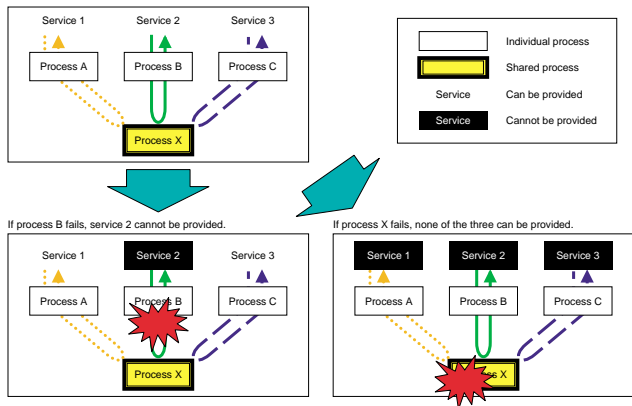 Service 1 Service 2 Service 3
Process A Process B Process C
Process X
Individual process
Shared process
Service Can be provided
Service Cannot be provided
If process B fails, service 2 cannot be provided.
Service 1 Service 2 Service 3
Process A Process B Process C
Process X
If process X fails, none of the three can be provided.
Service 1 Service 2 Service 3
Process A Process B Process C
X